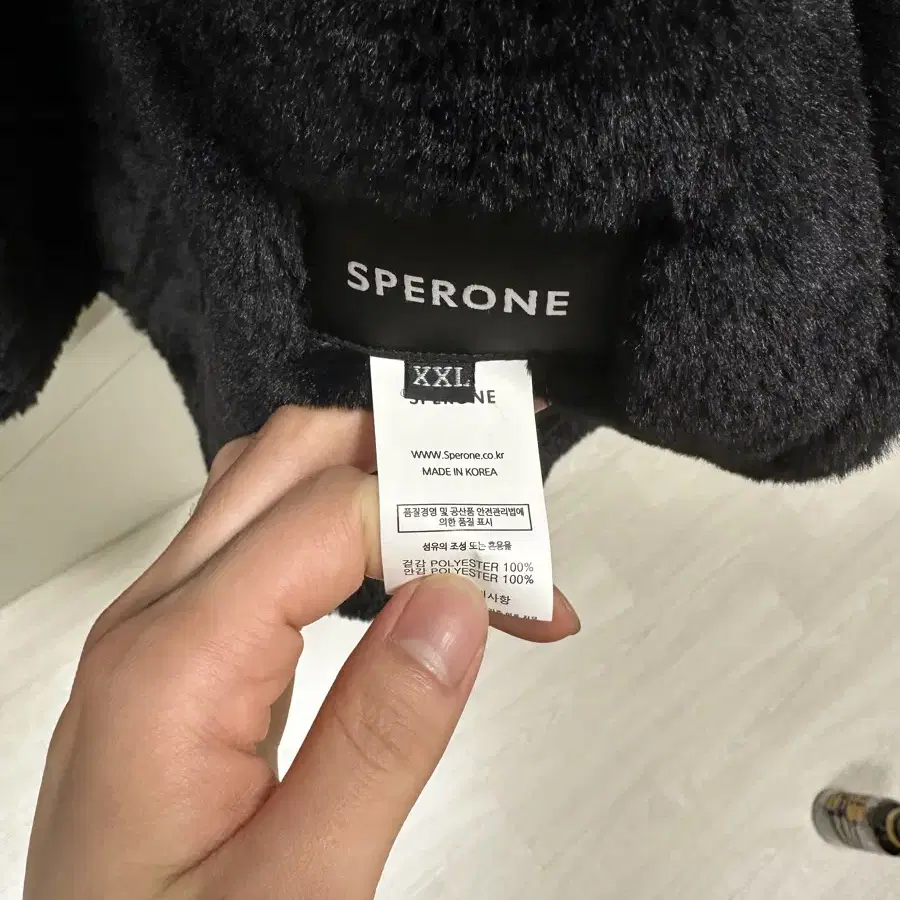 SPERONE
XXL
SPERONE
WWW.Sperone.co.kr
MADE IN KOREA
품질경영 및 공산품 안전관리법에
의한 품질 표시
섬유의 조성 또는 혼용율
겉감 POLYESTER 100%
안감 POLYESTER 100%
사항